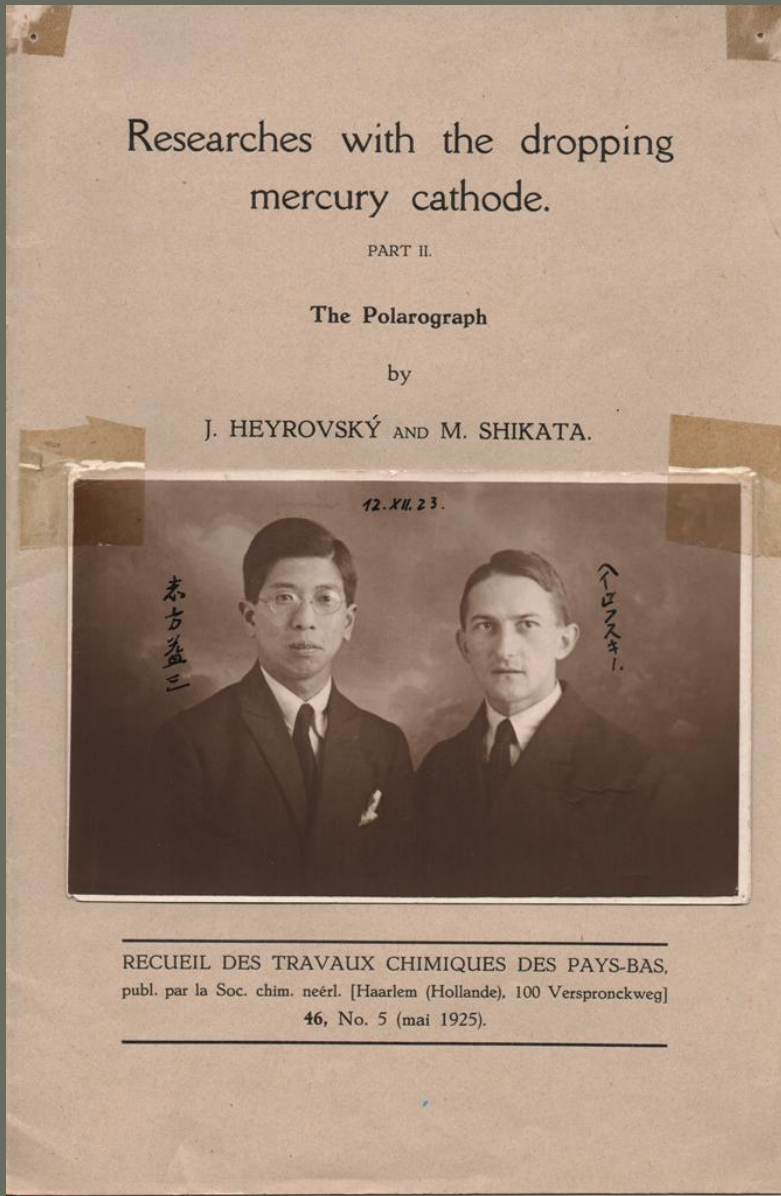 Researches with the dropping
mercury cathode.
PART II.
The Polarograph
by
J. HEYROVSKÝ AND M. SHIKATA.
12.XII.23.
志方益三
ヘイロフスキー.
RECUEIL DES TRAVAUX CHIMIQUES DES PAYS-BAS,
publ. par la Soc. chim. neérl. [Haarlem (Hollande), 100 Verspronckweg]
46, No. 5 (mai 1925).